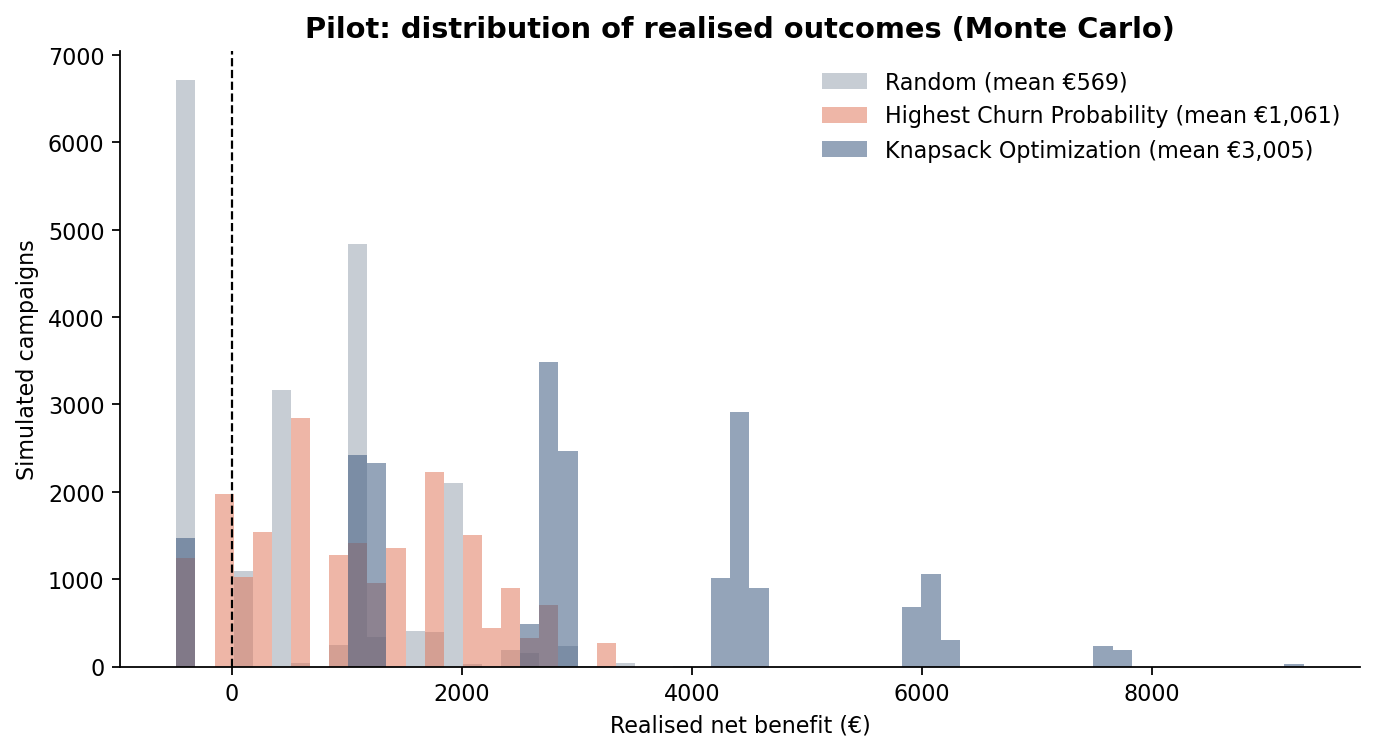 Pilot: distribution of realised outcomes (Monte Carlo)
Random (mean €569)
Highest Churn Probability (mean €1,061)
Knapsack Optimization (mean €3,005)
Simulated campaigns
7000
6000
5000
4000
3000
2000
1000
0
0 2000 4000 6000 8000
Realised net benefit (€)